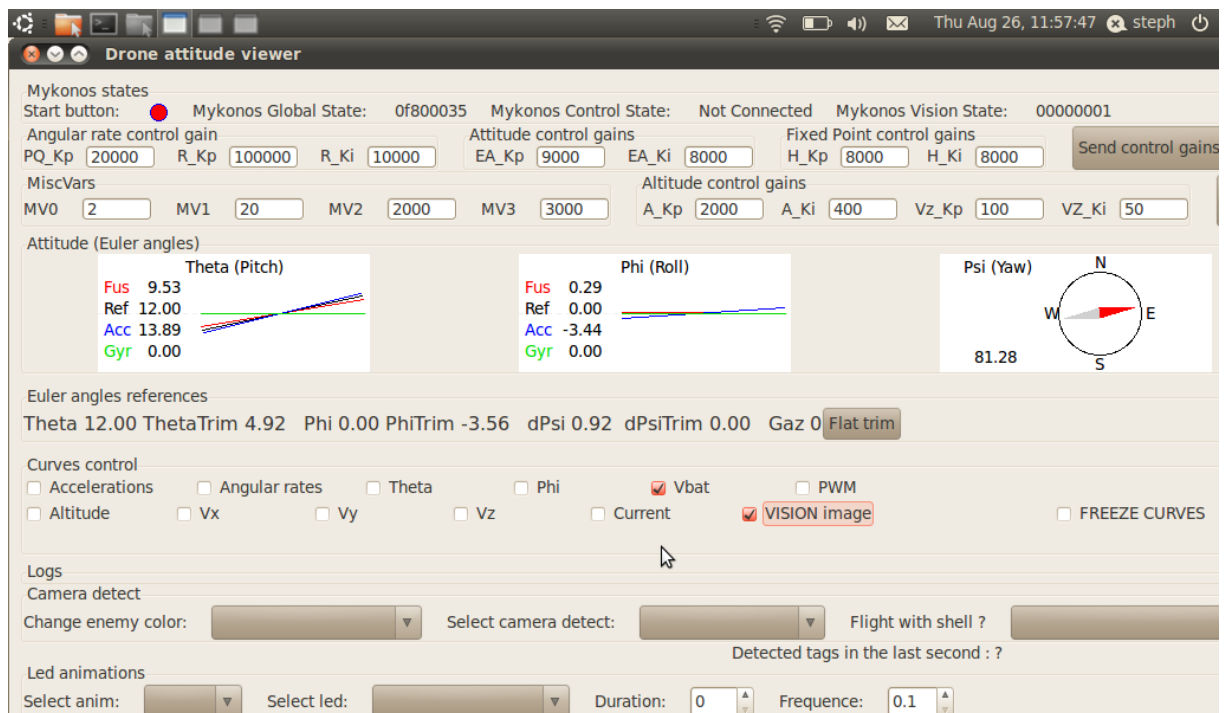 Thu Aug 26, 11:57:47 steph
Drone attitude viewer
Mykonos states
Start button: Mykonos Global State: 0f800035 Mykonos Control State: Not Connected Mykonos Vision State: 00000001
Angular rate control gain Attitude control gains Fixed Point control gains
PQ_Kp 20000 R_Kp 100000 R_Ki 10000 EA_Kp 9000 EA_Ki 8000 H_Kp 8000 H_Ki 8000 Send control gains
MiscVars Altitude control gains
MV0 2 MV1 20 MV2 2000 MV3 3000 A_Kp 2000 A_Ki 400 Vz_Kp 100 VZ_Ki 50
Attitude (Euler angles)
Theta (Pitch) Phi (Roll) Psi (Yaw) N
Fus 9.53 Fus 0.29
Ref 12.00 Ref 0.00 W E
Acc 13.89 Acc -3.44
Gyr 0.00 Gyr 0.00 81.28 S
Euler angles references
Theta 12.00 ThetaTrim 4.92 Phi 0.00 PhiTrim -3.56 dPsi 0.92 dPsiTrim 0.00 Gaz 0 Flat trim
Curves control
Accelerations Angular rates Theta Phi Vbat PWM
Altitude Vx Vy Vz Current VISION image FREEZE CURVES
Logs
Camera detect
Change enemy color: Select camera detect: Flight with shell ?
Detected tags in the last second : ?
Led animations
Select anim: Select led: Duration: 0 Frequence: 0.1